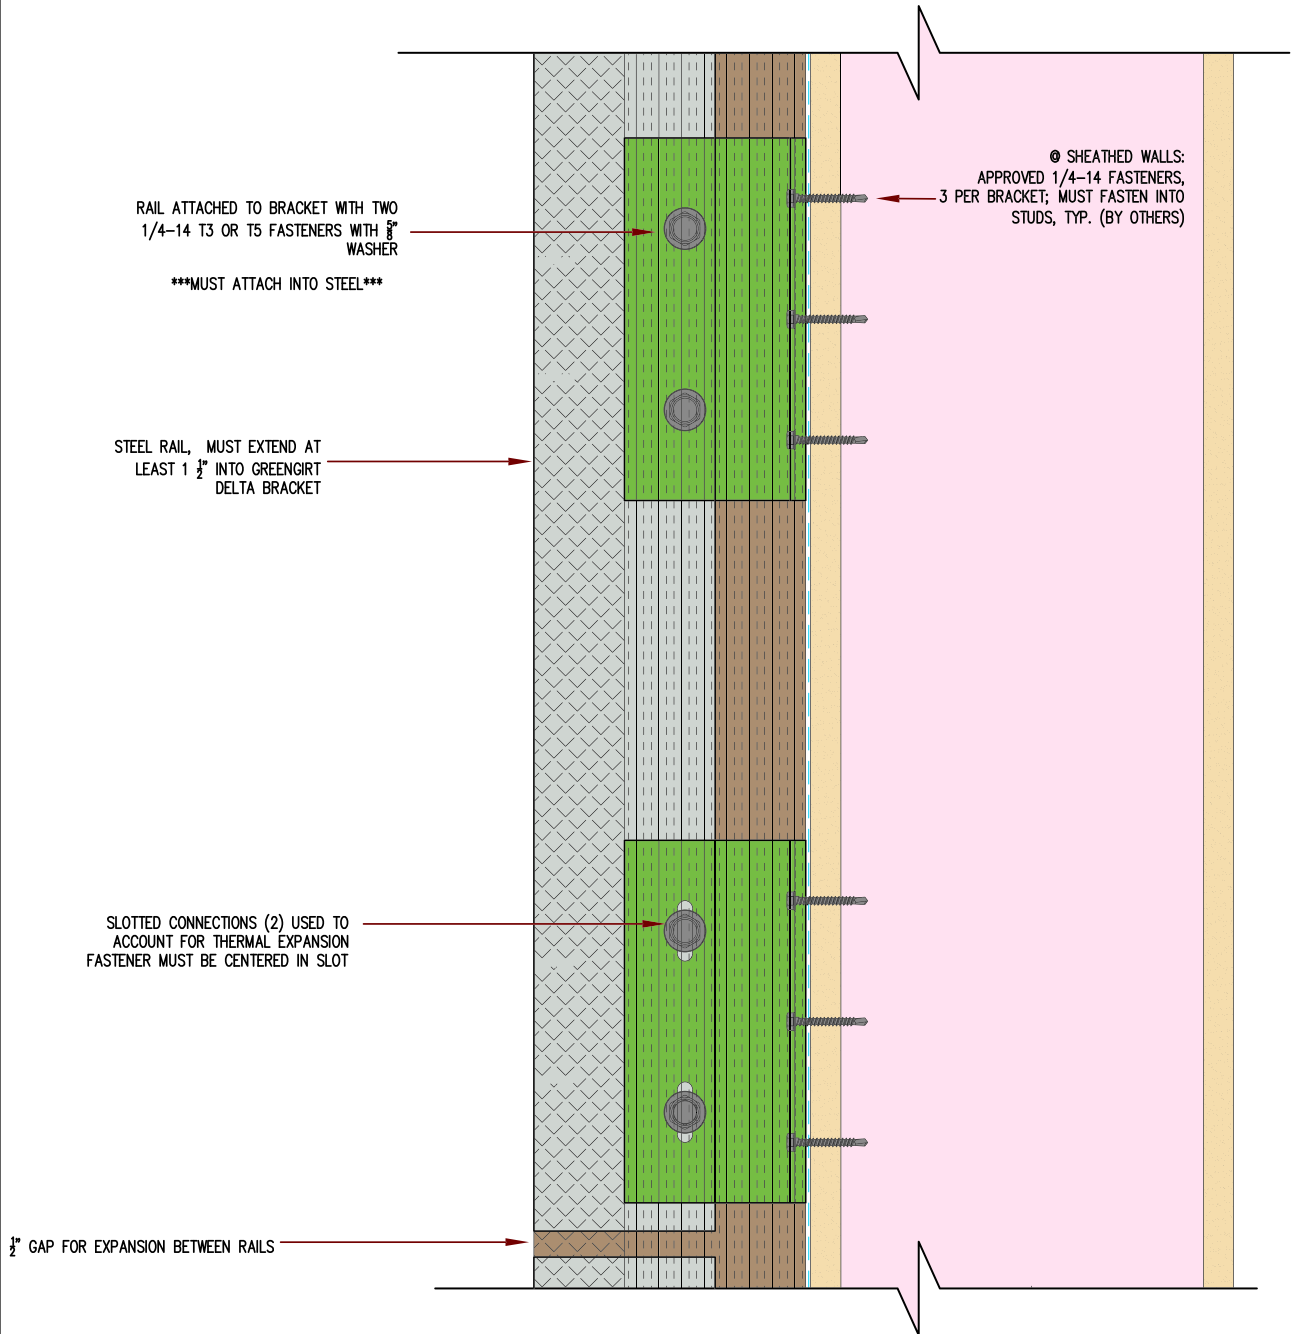 @ SHEATHED WALLS:
APPROVED 1/4-14 FASTENERS,
3 PER BRACKET; MUST FASTEN INTO
STUDS, TYP. (BY OTHERS)
RAIL ATTACHED TO BRACKET WITH TWO
1/4-14 T3 OR T5 FASTENERS WITH 5/8"
WASHER
***MUST ATTACH INTO STEEL***
STEEL RAIL, MUST EXTEND AT
LEAST 1 1/2" INTO GREENGIRT
DELTA BRACKET
SLOTTED CONNECTIONS (2) USED TO
ACCOUNT FOR THERMAL EXPANSION
FASTENER MUST BE CENTERED IN SLOT
1/2" GAP FOR EXPANSION BETWEEN RAILS